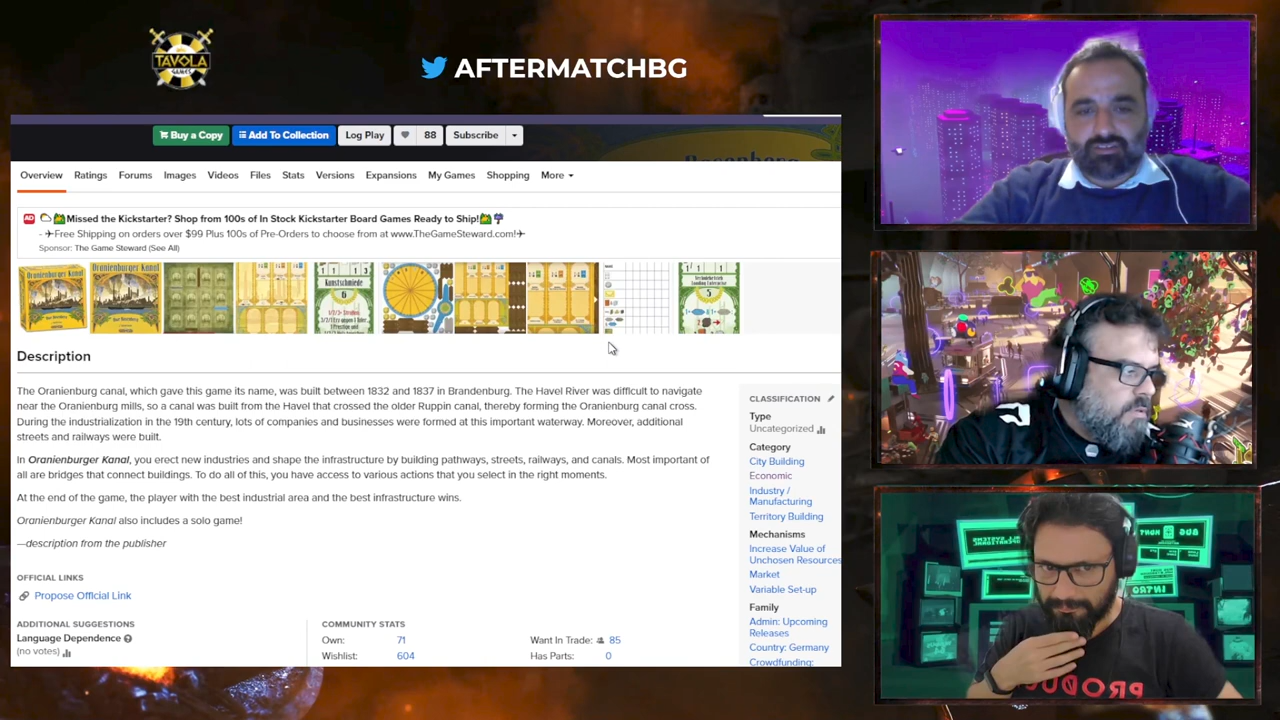 TAVOLA
GAMES
AFTERMATCHBG
Buy a Copy
Add To Collection
Log Play
88
Subscribe
Overview
Ratings
Forums
Images
Videos
Files
Stats
Versions
Expansions
My Games
Shopping
More
AD Missed the Kickstarter? Shop from 100s of In Stock Kickstarter Board Games Ready to Ship!
- ✈Free Shipping on orders over $99 Plus 100s of Pre-Orders to choose from at www.TheGameSteward.com!✈
Sponsor: The Game Steward (See All)
Oranienburger Kanal
Oranienburger Kanal
Kunstschmiede
6
5
Description
The Oranienburg canal, which gave this game its name, was built between 1832 and 1837 in Brandenburg. The Havel River was difficult to navigate
near the Oranienburg mills, so a canal was built from the Havel that crossed the older Ruppin canal, thereby forming the Oranienburg canal cross.
During the industrialization in the 19th century, lots of companies and businesses were formed at this important waterway. Moreover, additional
streets and railways were built.
In Oranienburger Kanal, you erect new industries and shape the infrastructure by building pathways, streets, railways, and canals. Most important of
all are bridges that connect buildings. To do all of this, you have access to various actions that you select in the right moments.
At the end of the game, the player with the best industrial area and the best infrastructure wins.
Oranienburger Kanal also includes a solo game!
—description from the publisher
OFFICIAL LINKS
Propose Official Link
ADDITIONAL SUGGESTIONS
Language Dependence
(no votes)
COMMUNITY STATS
Own: 71
Wishlist: 604
Want In Trade: 85
Has Parts: 0
CLASSIFICATION
Type
Uncategorized
Category
City Building
Economic
Industry /
Manufacturing
Territory Building
Mechanisms
Increase Value of
Unchosen Resources
Market
Variable Set-up
Family
Admin: Upcoming
Releases
Country: Germany
Crowdfunding: